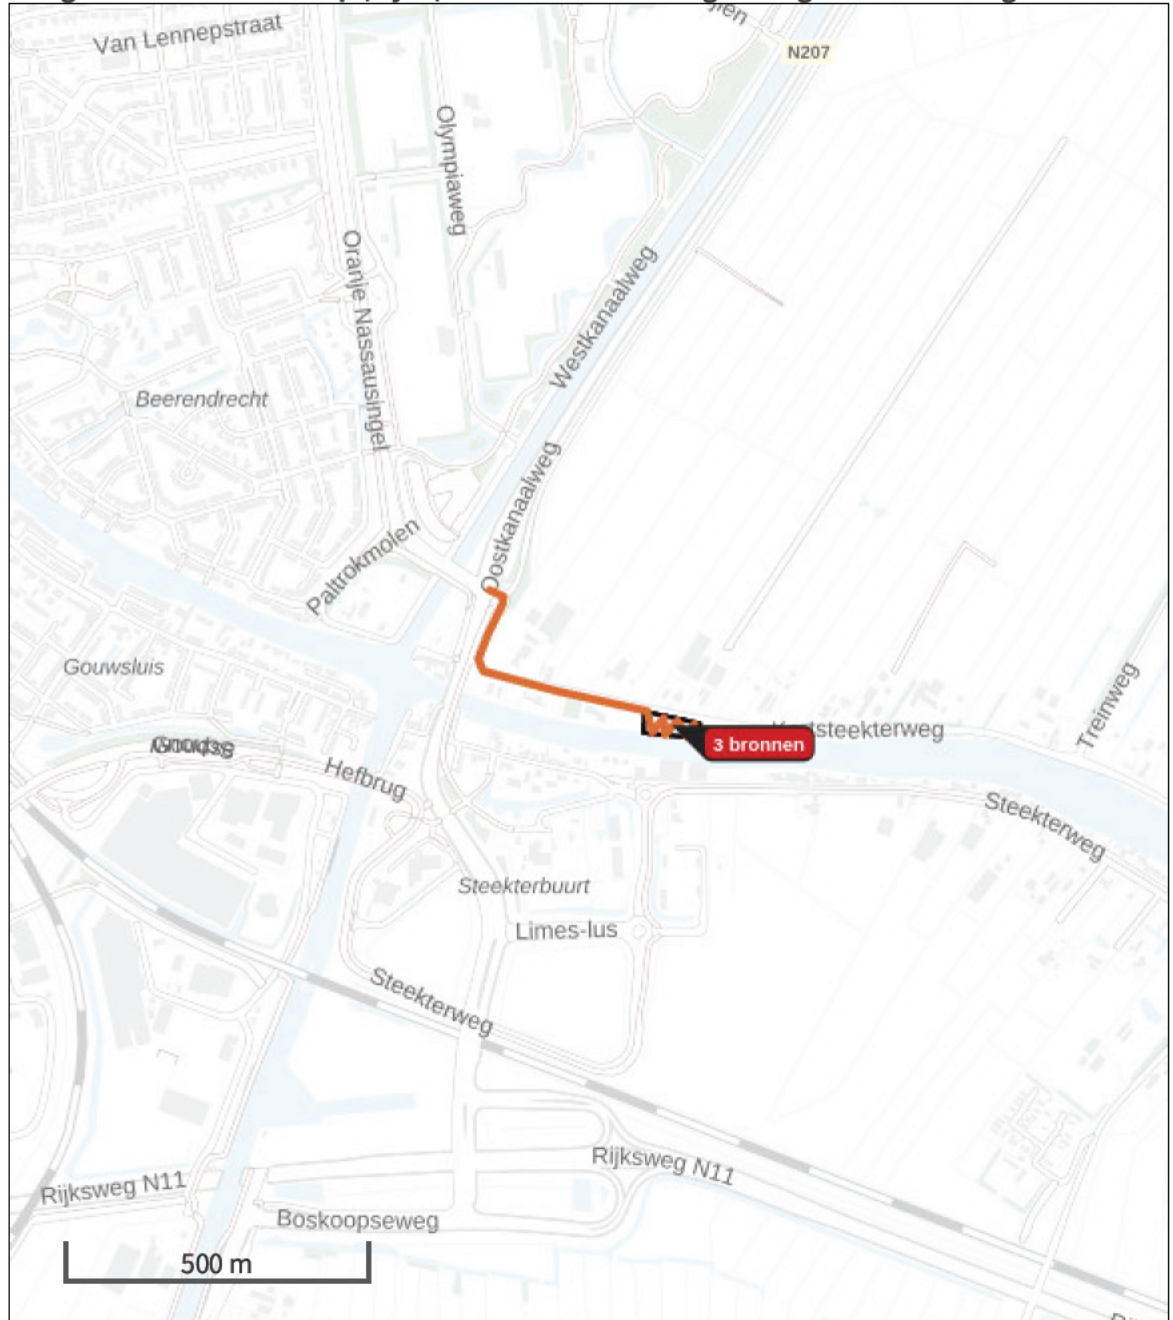 Van Lennepstraat
N207
Olympiaweg
Oranje Nassausingel
Westkanaalweg
Beerendrecht
Oostkanaalweg
Paltrokmolen
Gouwsluis
Treinweg
3 bronnen
Hefbrug
Steekterweg
Steekterbuurt
Limes-lus
Steekterweg
Rijksweg N11
Rijksweg N11
Boskoopseweg
500 m